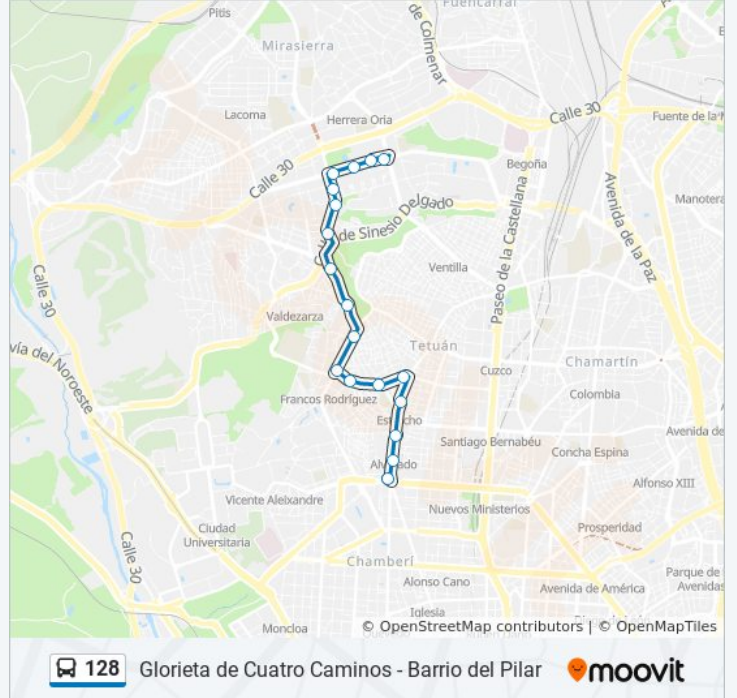 Fuencarral
Pitis
de Colmenar
Mirasierra
Lacoma
Herrera Oria
Calle 30
Fuente de la M
Calle 30
Begoña
Manotera
de Sinesio Delgado
Paseo de la Castellana
Avenida de la Paz
Ventilla
Calle 30
Valdezarza
Tetuán
vía del Noroeste
Chamartín
Cuzco
Colombia
Francos Rodríguez
Avenida de
Santiago Bernabéu
Concha Espina
Alfonso XIII
Vicente Aleixandre
Nuevos Ministerios
Ciudad
Universitaria
Prosperidad
Calle 30
Chamberí
Parque de
Avenidas
Alonso Cano
Avenida de América
Iglesia
Moncloa
© OpenStreetMap contributors | © OpenMapTiles
128 Glorieta de Cuatro Caminos - Barrio del Pilar moovit